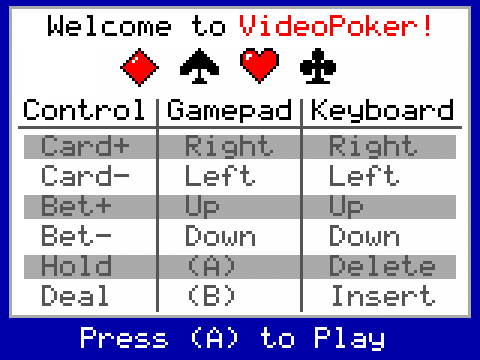 Welcome to VideoPoker!
Control Gamepad Keyboard
Card+ Right Right
Card- Left Left
Bet+ Up Up
Bet- Down Down
Hold (A) Delete
Deal (B) Insert
Press (A) to Play